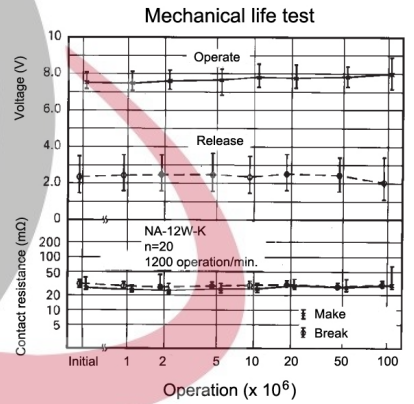 Mechanical life test
Voltage (V)
10
8.0
6.0
4.0
2.0
0
Operate
Release
Contact resistance (mΩ)
200
100
50
20
10
5
NA-12W-K
n=20
1200 operation/min.
Make
Break
Initial 1 2 5 10 20 50 100
Operation (x 10⁶)